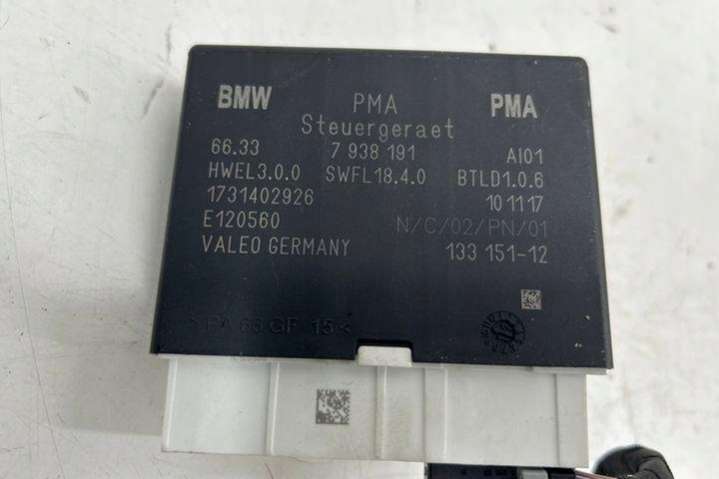 BMW PMA PMA
Steuergeraet
66.33 7 938 191 AI01
HWEL3.0.0 SWFL18.4.0 BTLD1.0.6
1731402926 10 11 17
E120560 N/C/02/PN/01
VALEO GERMANY 133 151-12